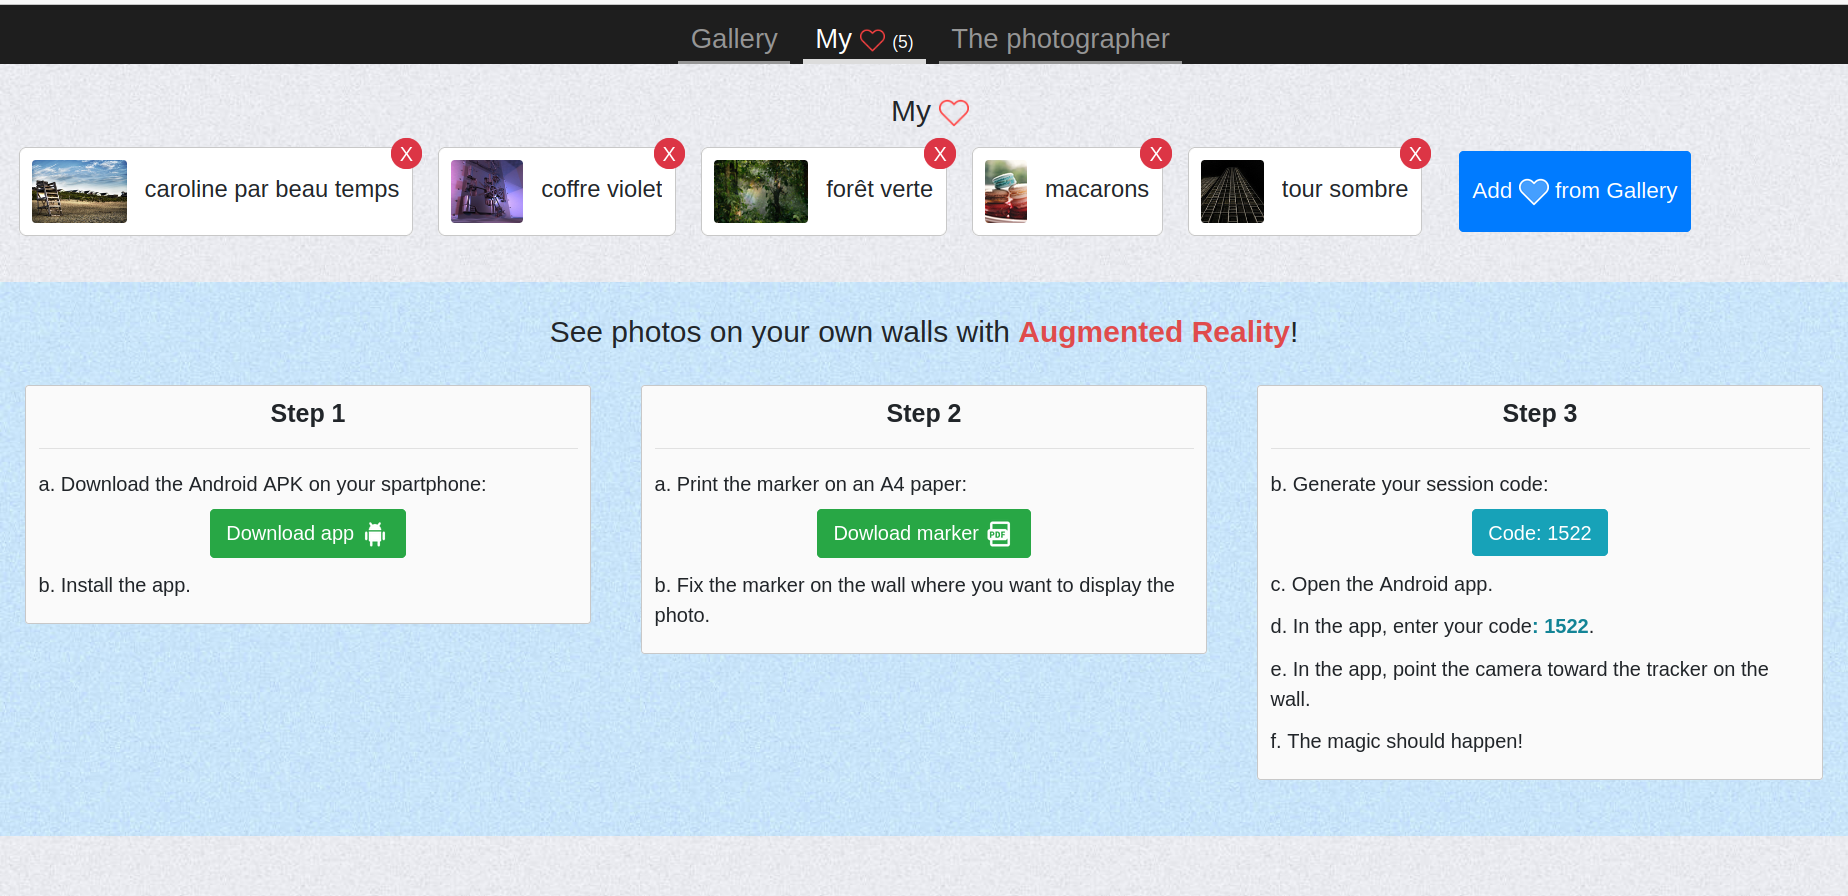 Gallery My (5) The photographer
My
X X X X X
caroline par beau temps coffre violet forêt verte macarons tour sombre Add from Gallery
See photos on your own walls with Augmented Reality!
Step 1
a. Download the Android APK on your spartphone:
Download app
b. Install the app.
Step 2
a. Print the marker on an A4 paper:
Dowload marker PDF
b. Fix the marker on the wall where you want to display the
photo.
Step 3
b. Generate your session code:
Code: 1522
c. Open the Android app.
d. In the app, enter your code: 1522.
e. In the app, point the camera toward the tracker on the
wall.
f. The magic should happen!